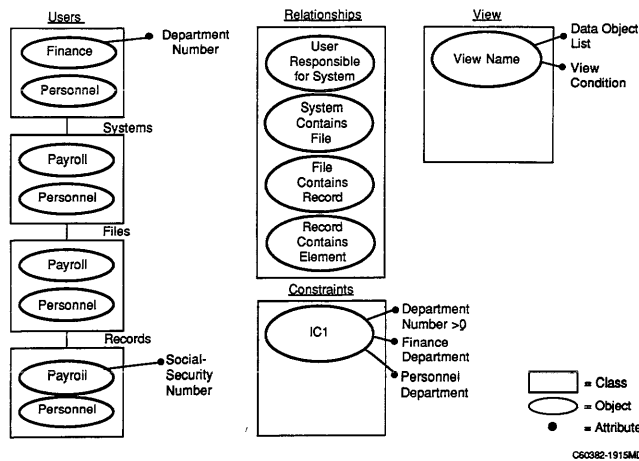 Users
Finance
Department
Number
Personnel
Systems
Payroll
Personnel
Files
Payroll
Personnel
Records
Payroll
Social-
Security
Number
Personnel
Relationships
User
Responsible
for System
System
Contains
File
File
Contains
Record
Record
Contains
Element
Constraints
IC1
Department
Number >0
Finance
Department
Personnel
Department
View
View Name
Data Object
List
View
Condition
= Class
= Object
= Attribute